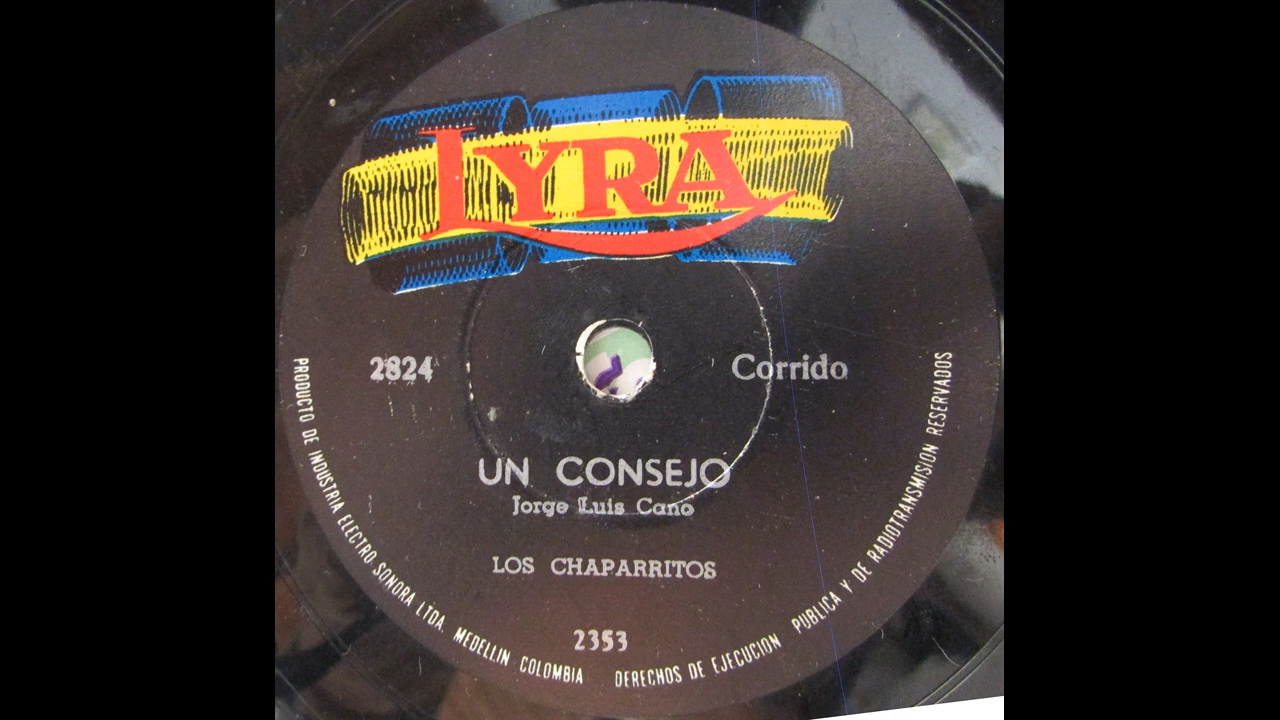 LYRA
2824
Corrido
UN CONSEJO
Jorge Luis Cano
LOS CHAPARRITOS
2353
PRODUCTO DE INDUSTRIA ELECTRO-SONORA LTDA. MEDELLIN COLOMBIA DERECHOS DE EJECUCION PUBLICA Y DE RADIOTRANSMISION RESERVADOS